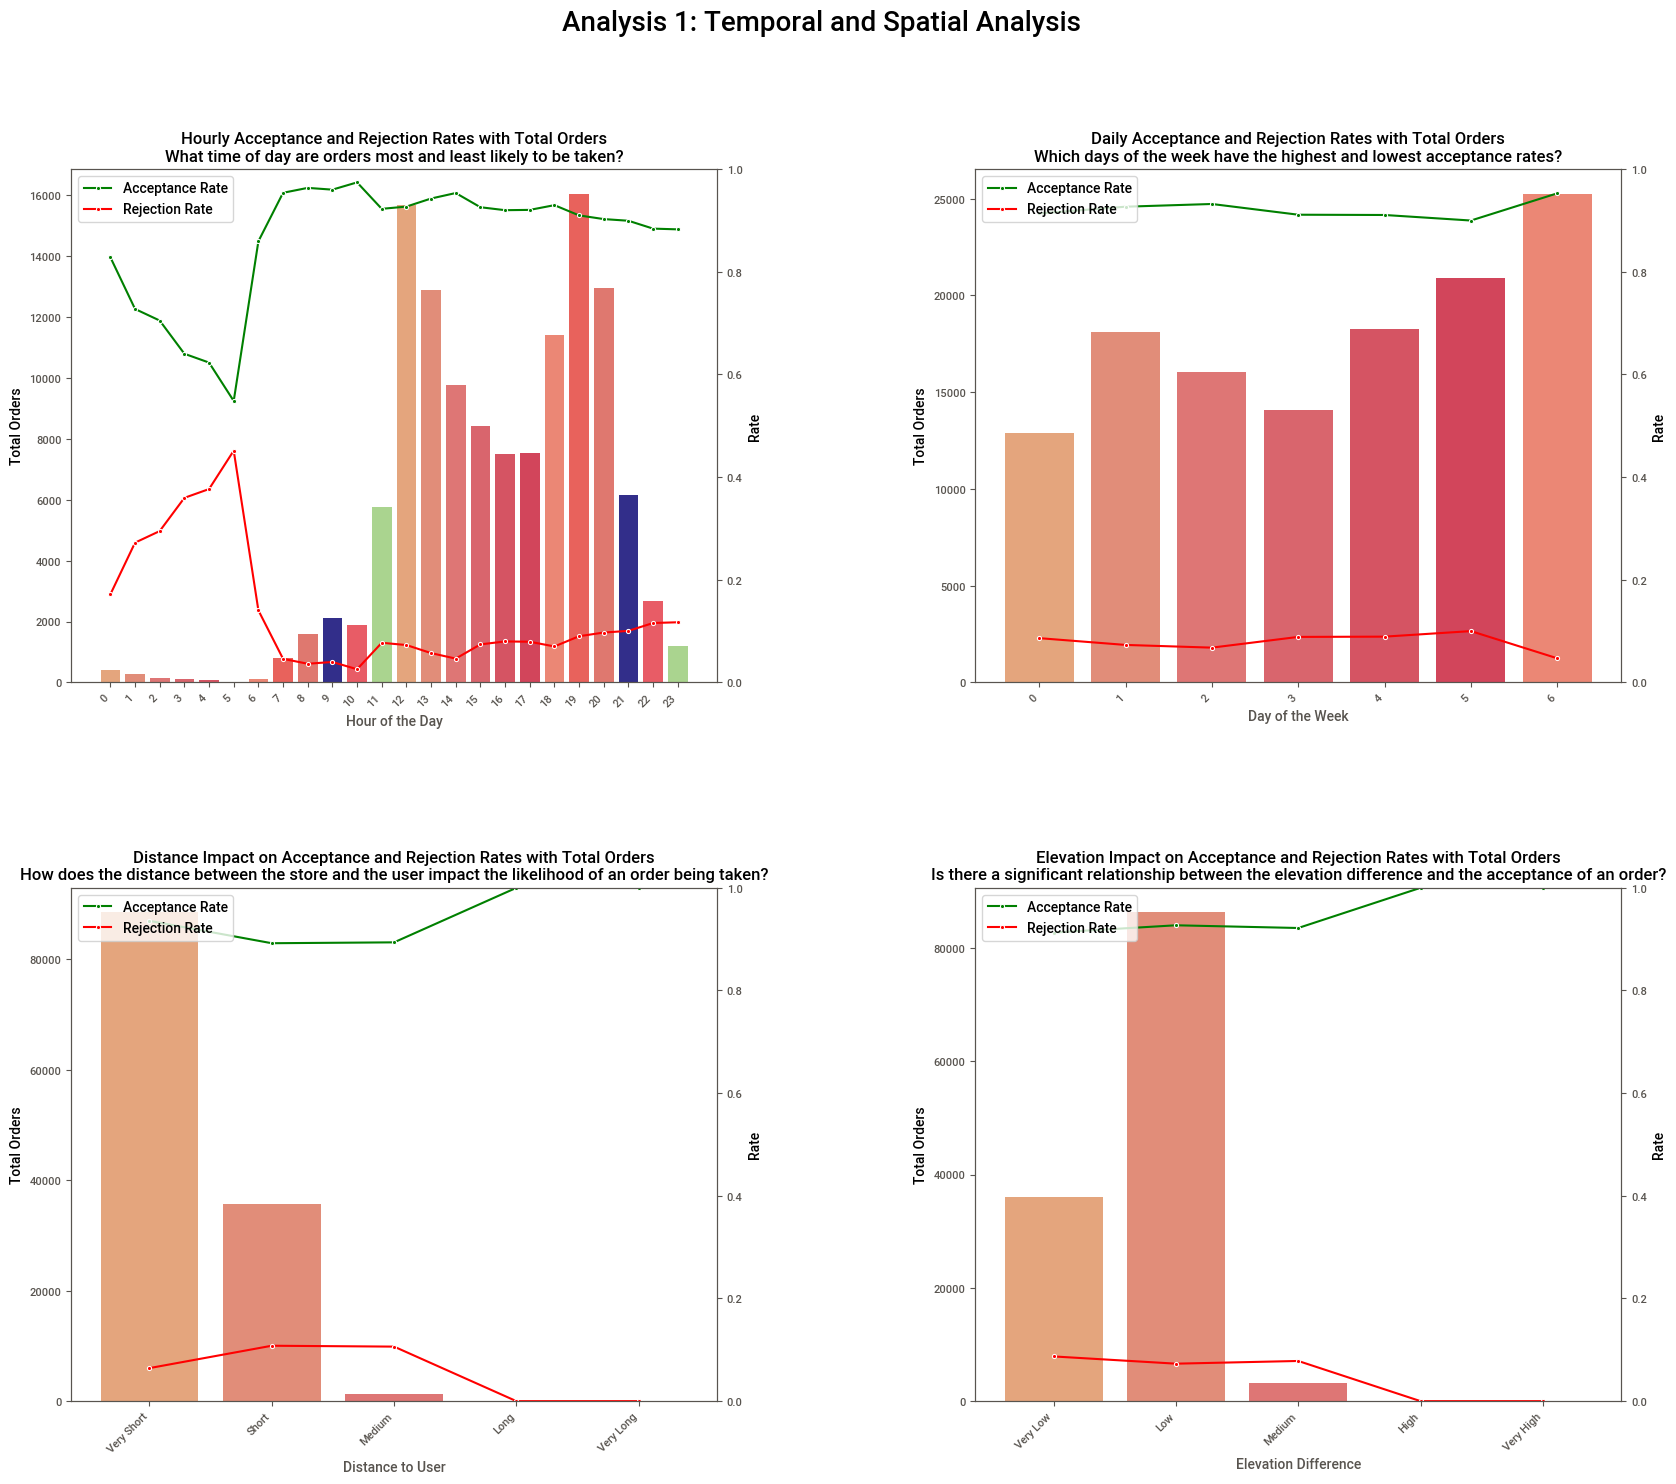 Analysis 1: Temporal and Spatial Analysis
Hourly Acceptance and Rejection Rates with Total Orders
What time of day are orders most and least likely to be taken?
Acceptance Rate
Rejection Rate
Total Orders
16000
14000
12000
10000
8000
6000
4000
2000
0
1.0
0.8
0.6
0.4
0.2
0.0
Rate
0 1 2 3 4 5 6 7 8 9 10 11 12 13 14 15 16 17 18 19 20 21 22 23
Hour of the Day
Daily Acceptance and Rejection Rates with Total Orders
Which days of the week have the highest and lowest acceptance rates?
Acceptance Rate
Rejection Rate
Total Orders
25000
20000
15000
10000
5000
0
1.0
0.8
0.6
0.4
0.2
0.0
Rate
0 1 2 3 4 5 6
Day of the Week
Distance Impact on Acceptance and Rejection Rates with Total Orders
How does the distance between the store and the user impact the likelihood of an order being taken?
Acceptance Rate
Rejection Rate
Total Orders
80000
60000
40000
20000
0
1.0
0.8
0.6
0.4
0.2
0.0
Rate
Very Short Short Medium Long Very Long
Distance to User
Elevation Impact on Acceptance and Rejection Rates with Total Orders
Is there a significant relationship between the elevation difference and the acceptance of an order?
Acceptance Rate
Rejection Rate
Total Orders
80000
60000
40000
20000
0
1.0
0.8
0.6
0.4
0.2
0.0
Rate
Very Low Low Medium High Very High
Elevation Difference